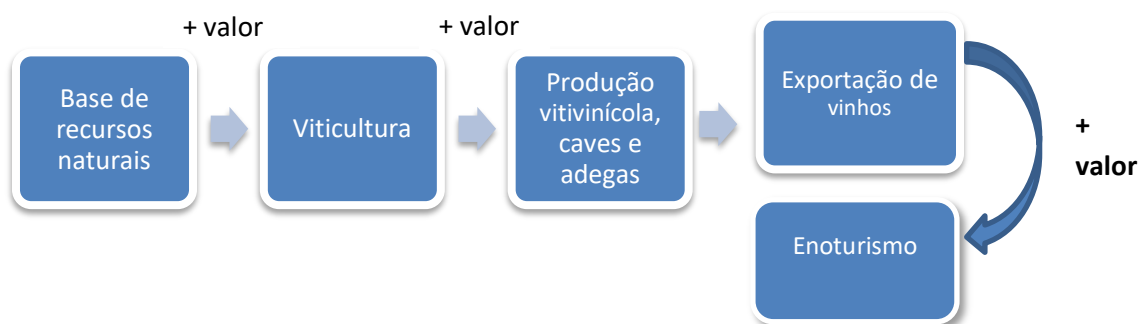 + valor
+ valor
Base de
recursos
naturais
Viticultura
Produção
vitivinícola,
caves e
adegas
Exportação de
vinhos
+
valor
Enoturismo